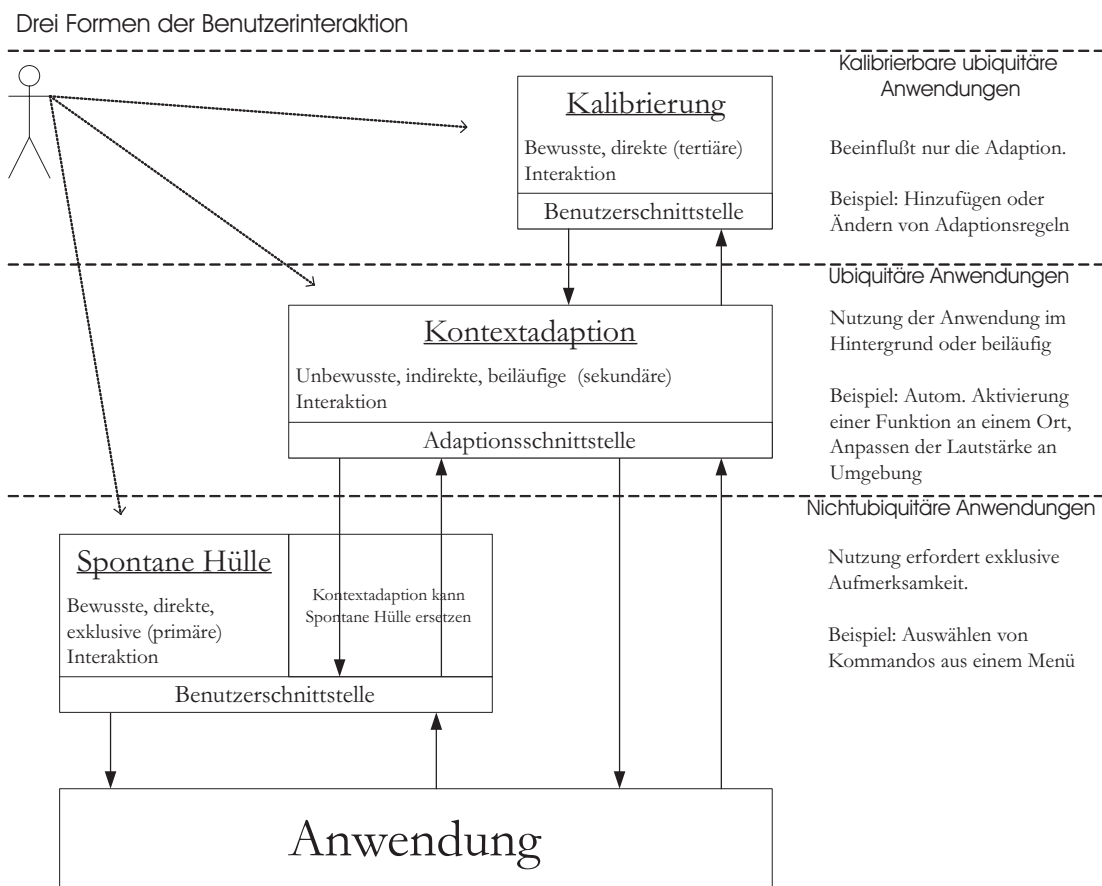 Drei Formen der Benutzerinteraktion
Kalibrierbare ubiquitäre
Anwendungen
Kalibrierung
Bewusste, direkte (tertiäre)
Interaktion
Benutzerschnittstelle
Beeinflußt nur die Adaption.
Beispiel: Hinzufügen oder
Ändern von Adaptionsregeln
Ubiquitäre Anwendungen
Kontextadaption
Unbewusste, indirekte, beiläufige (sekundäre)
Interaktion
Adaptionsschnittstelle
Nutzung der Anwendung im
Hintergrund oder beiläufig
Beispiel: Autom. Aktivierung
einer Funktion an einem Ort,
Anpassen der Lautstärke an
Umgebung
Nichtubiquitäre Anwendungen
Spontane Hülle
Bewusste, direkte,
exklusive (primäre)
Interaktion
Kontextadaption kann
Spontane Hülle ersetzen
Benutzerschnittstelle
Nutzung erfordert exklusive
Aufmerksamkeit.
Beispiel: Auswählen von
Kommandos aus einem Menü
Anwendung